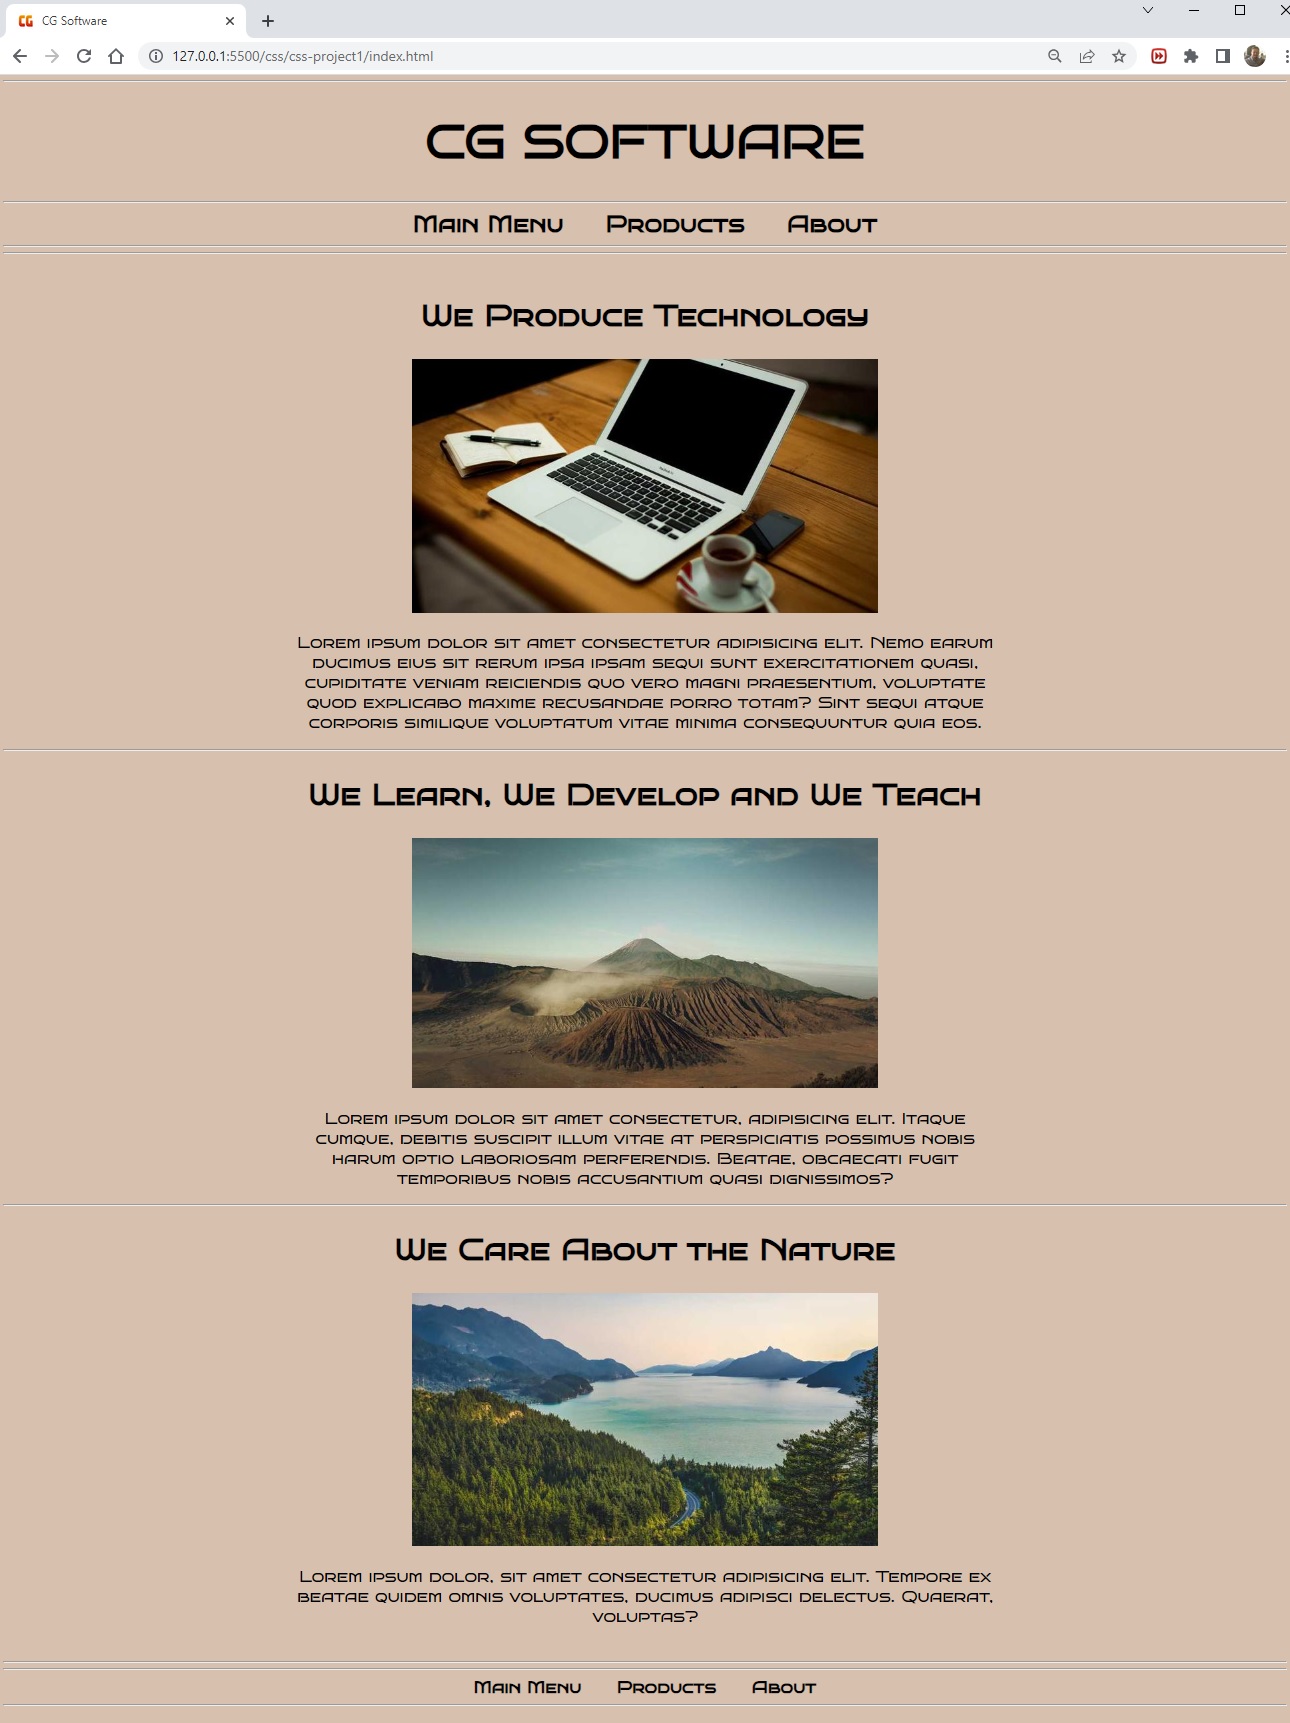 CG Software
127.0.0.1:5500/css/css-project1/index.html
CG SOFTWARE
Main Menu Products About
We Produce Technology
Lorem ipsum dolor sit amet consectetur adipisicing elit. Nemo earum
ducimus eius sit rerum ipsa ipsam sequi sunt exercitationem quasi,
cupiditate veniam reiciendis quo vero magni praesentium, voluptate
quod explicabo maxime recusandae porro totam? Sint sequi atque
corporis similique voluptatum vitae minima consequuntur quia eos.
We Learn, We Develop and We Teach
Lorem ipsum dolor sit amet consectetur, adipisicing elit. Itaque
cumque, debitis suscipit illum vitae at perspiciatis possimus nobis
harum optio laboriosam perferendis. Beatae, obcaecati fugit
temporibus nobis accusantium quasi dignissimos?
We Care About the Nature
Lorem ipsum dolor, sit amet consectetur adipisicing elit. Tempore ex
beatae quidem omnis voluptates, ducimus adipisci delectus. Quaerat,
voluptas?
Main Menu Products About